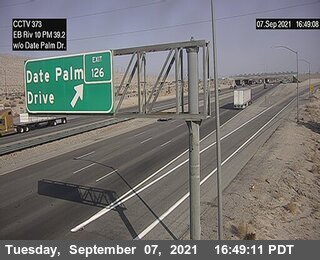 CCTV 373
EB Riv 10 PM 39.2
w/o Date Palm Dr.
07.Sep 2021 16:49:08
EXIT
126
Date Palm
Drive
Tuesday, September 07, 2021 16:49:11 PDT